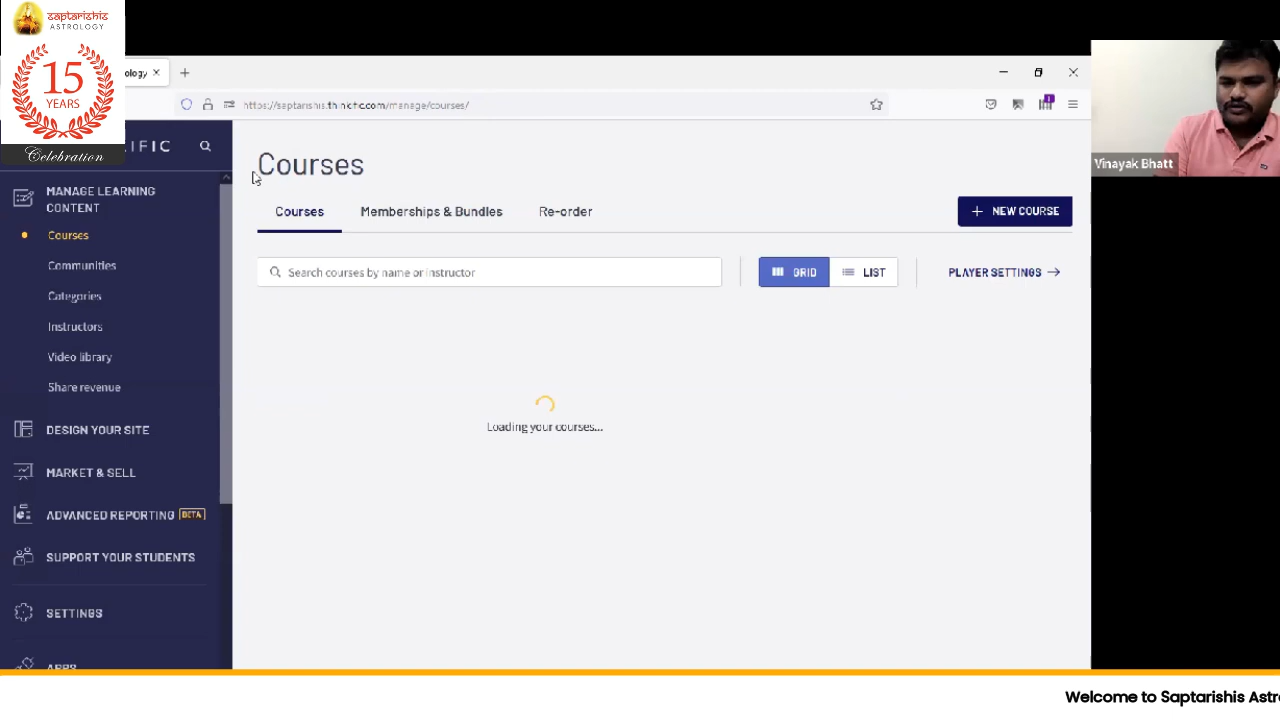 saptarishis
ASTROLOGY
15
YEARS
Celebration
ology
https://saptarishis.thinkific.com/manage/courses/
IFIC
MANAGE LEARNING
CONTENT
Courses
Communities
Categories
Instructors
Video library
Share revenue
DESIGN YOUR SITE
MARKET & SELL
ADVANCED REPORTING BETA
SUPPORT YOUR STUDENTS
SETTINGS
APPS
Courses
Courses Memberships & Bundles Re-order
+ NEW COURSE
Search courses by name or instructor
GRID LIST
PLAYER SETTINGS →
Loading your courses...
Vinayak Bhatt
Welcome to Saptarishis Astr